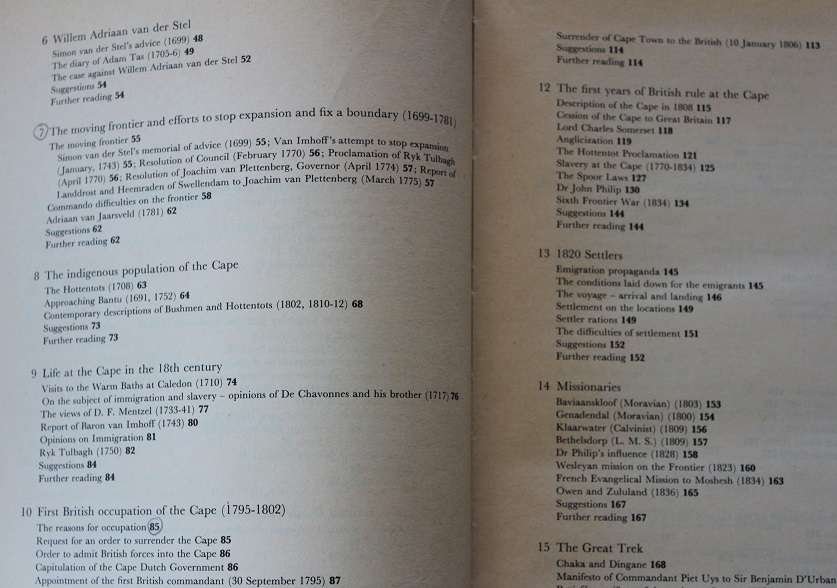 6 Willem Adriaan van der Stel
Simon van der Stel's advice (1699) 48
The diary of Adam Tas (1705-6) 49
The case against Willem Adriaan van der Stel 52
Suggestions 54
Further reading 54
7 The moving frontier and efforts to stop expansion and fix a boundary (1699-1781)
The moving frontier 55
Simon van der Stel's memorial of advice (1699) 55; Van Imhoff's attempt to stop expansion
(January, 1743) 55; Resolution of Council (February 1770) 56; Proclamation of Ryk Tulbagh
(April 1770) 56; Resolution of Joachim van Plettenberg, Governor (April 1774) 57; Report of
Landdrost and Heemraden of Swellendam to Joachim van Plettenberg (March 1775) 57
Commando difficulties on the frontier 58
Adriaan van Jaarsveld (1781) 62
Suggestions 62
Further reading 62
8 The indigenous population of the Cape
The Hottentots (1708) 63
Approaching Bantu (1691, 1752) 64
Contemporary descriptions of Bushmen and Hottentots (1802, 1810-12) 68
Suggestions 73
Further reading 73
9 Life at the Cape in the 18th century
Visits to the Warm Baths at Caledon (1710) 74
On the subject of immigration and slavery – opinions of De Chavonnes and his brother (1717) 76
The views of D. F. Mentzel (1733-41) 77
Report of Baron van Imhoff (1743) 80
Opinions on Immigration 81
Ryk Tulbagh (1750) 82
Suggestions 84
Further reading 84
10 First British occupation of the Cape (1795-1802)
The reasons for occupation 85
Request for an order to surrender the Cape 85
Order to admit British forces into the Cape 86
Capitulation of the Cape Dutch Government 86
Appointment of the first British commandant (30 September 1795) 87
Surrender of Cape Town to the British (10 January 1806) 113
Suggestions 114
Further reading 114
12 The first years of British rule at the Cape
Description of the Cape in 1808 115
Cession of the Cape to Great Britain 117
Lord Charles Somerset 118
Anglicization 119
The Hottentot Proclamation 121
Slavery at the Cape (1770-1834) 125
The Spoor Laws 127
Dr John Philip 130
Sixth Frontier War (1834) 134
Suggestions 144
Further reading 144
13 1820 Settlers
Emigration propaganda 145
The conditions laid down for the emigrants 145
The voyage – arrival and landing 146
Settlement on the locations 149
Settler rations 149
The difficulties of settlement 151
Suggestions 152
Further reading 152
14 Missionaries
Baviaanskloof (Moravian) (1803) 153
Genadendal (Moravian) (1800) 154
Klaarwater (Calvinist) (1809) 156
Bethelsdorp (L. M. S.) (1809) 157
Dr Philip's influence (1828) 158
Wesleyan mission on the Frontier (1823) 160
French Evangelical Mission to Moshesh (1834) 163
Owen and Zululand (1836) 165
Suggestions 167
Further reading 167
15 The Great Trek
Chaka and Dingane 168
Manifesto of Commandant Piet Uys to Sir Benjamin D'Urban